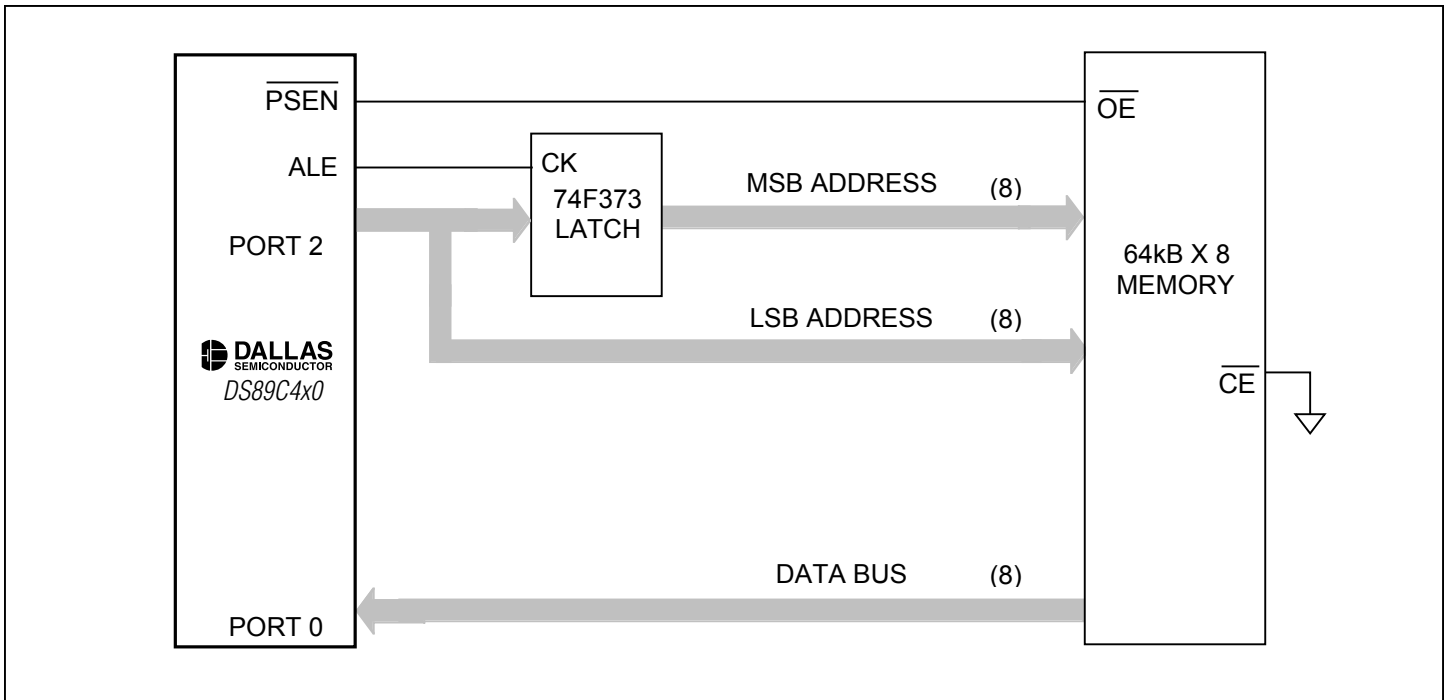 PSEN
OE
ALE
CK
74F373
LATCH
MSB ADDRESS (8)
PORT 2
64kB X 8
MEMORY
LSB ADDRESS (8)
DALLAS
SEMICONDUCTOR
DS89C4x0
CE
DATA BUS (8)
PORT 0